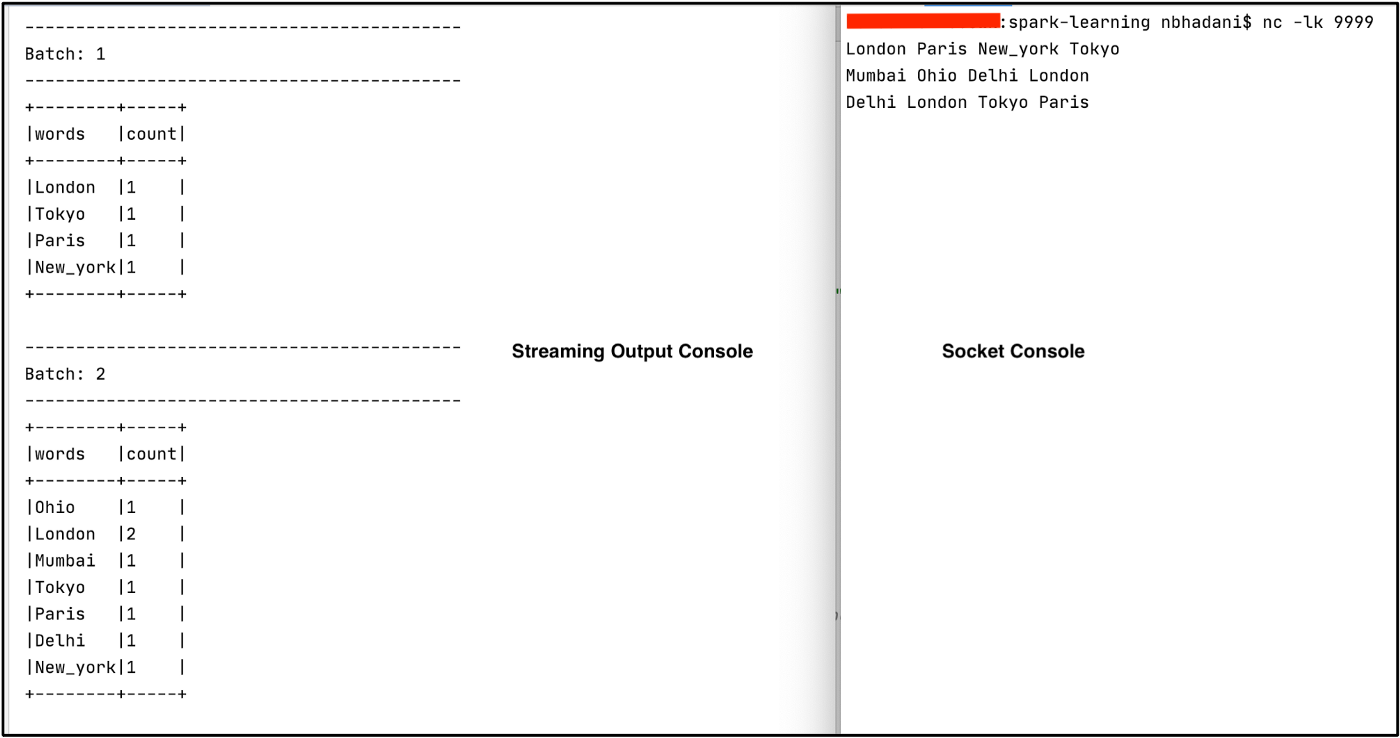 -------------------------------------------
Batch: 1
-------------------------------------------
+--------+-----+
|words   |count|
+--------+-----+
|London  |1    |
|Tokyo   |1    |
|Paris   |1    |
|New_york|1    |
+--------+-----+
-------------------------------------------
Batch: 2
-------------------------------------------
+--------+-----+
|words   |count|
+--------+-----+
|Ohio    |1    |
|London  |2    |
|Mumbai  |1    |
|Tokyo   |1    |
|Paris   |1    |
|Delhi   |1    |
|New_york|1    |
+--------+-----+
Streaming Output Console
:spark-learning nbhadani$ nc -lk 9999
London Paris New_york Tokyo
Mumbai Ohio Delhi London
Delhi London Tokyo Paris
Socket Console